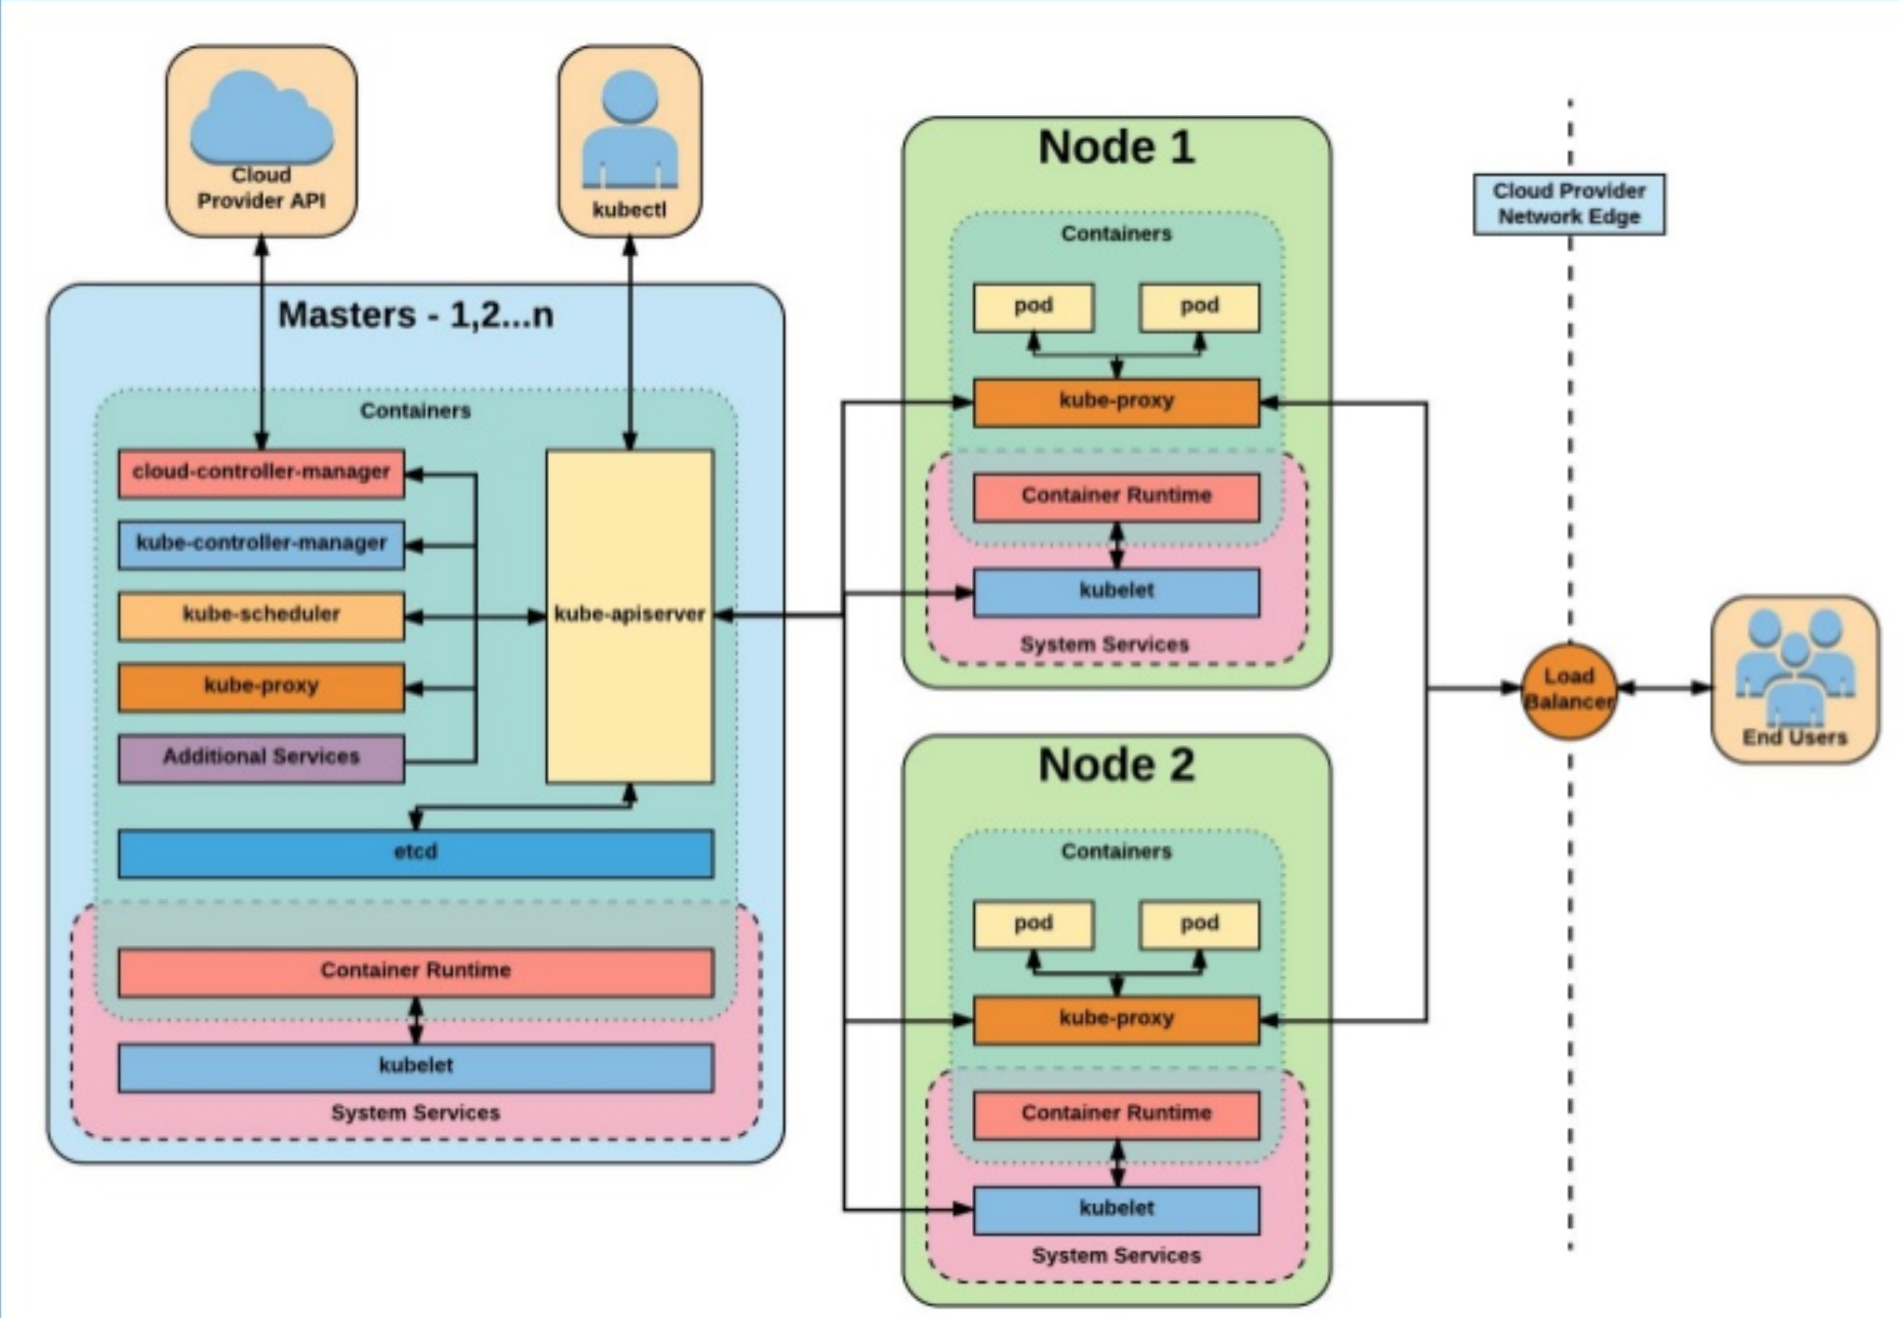 Cloud
Provider API
kubectl
Masters - 1,2...n
Containers
cloud-controller-manager
kube-controller-manager
kube-scheduler
kube-proxy
Additional Services
kube-apiserver
etcd
Container Runtime
kubelet
System Services
Node 1
Containers
pod
pod
kube-proxy
Container Runtime
kubelet
System Services
Node 2
Containers
pod
pod
kube-proxy
Container Runtime
kubelet
System Services
Cloud Provider
Network Edge
Load
Balancer
End Users